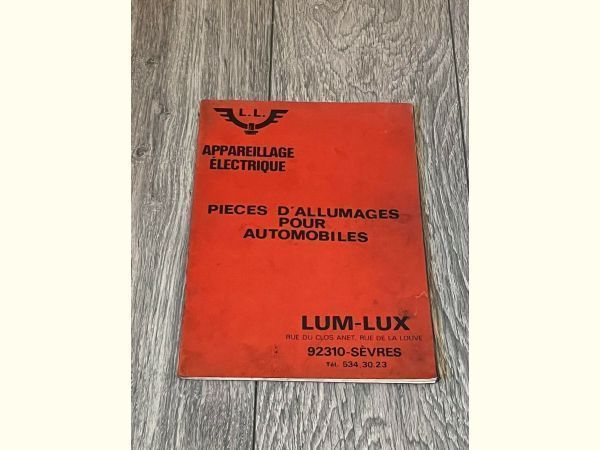 L.L.
APPAREILLAGE
ÉLECTRIQUE
PIECES D'ALLUMAGES
POUR
AUTOMOBILES
LUM-LUX
RUE DU CLOS ANET, RUE DE LA LOUVE
92310-SÈVRES
TÉL. 534.30.23